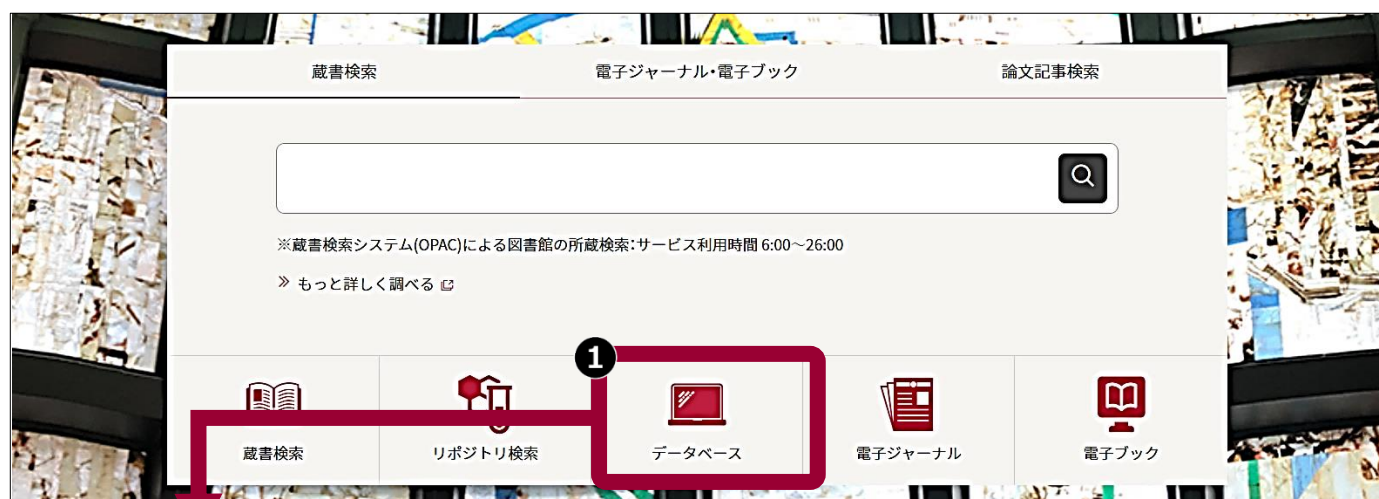 蔵書検索
電子ジャーナル・電子ブック
論文記事検索
※蔵書検索システム(OPAC)による図書館の所蔵検索:サービス利用時間 6:00～26:00
» もっと詳しく調べる
1
蔵書検索
リポジトリ検索
データベース
電子ジャーナル
電子ブック